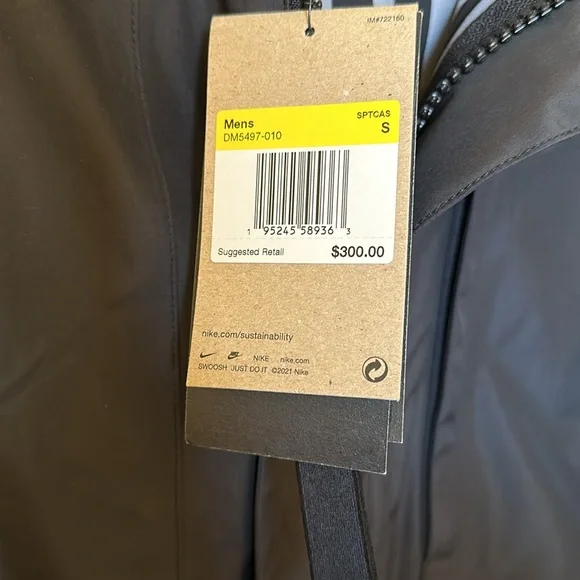 IM#722160
Mens SPTCAS
DM5497-010 S
1 95245 58936 3
Suggested Retail $300.00
nike.com/sustainability
NIKE nike.com
SWOOSH JUST DO IT ©2021 Nike